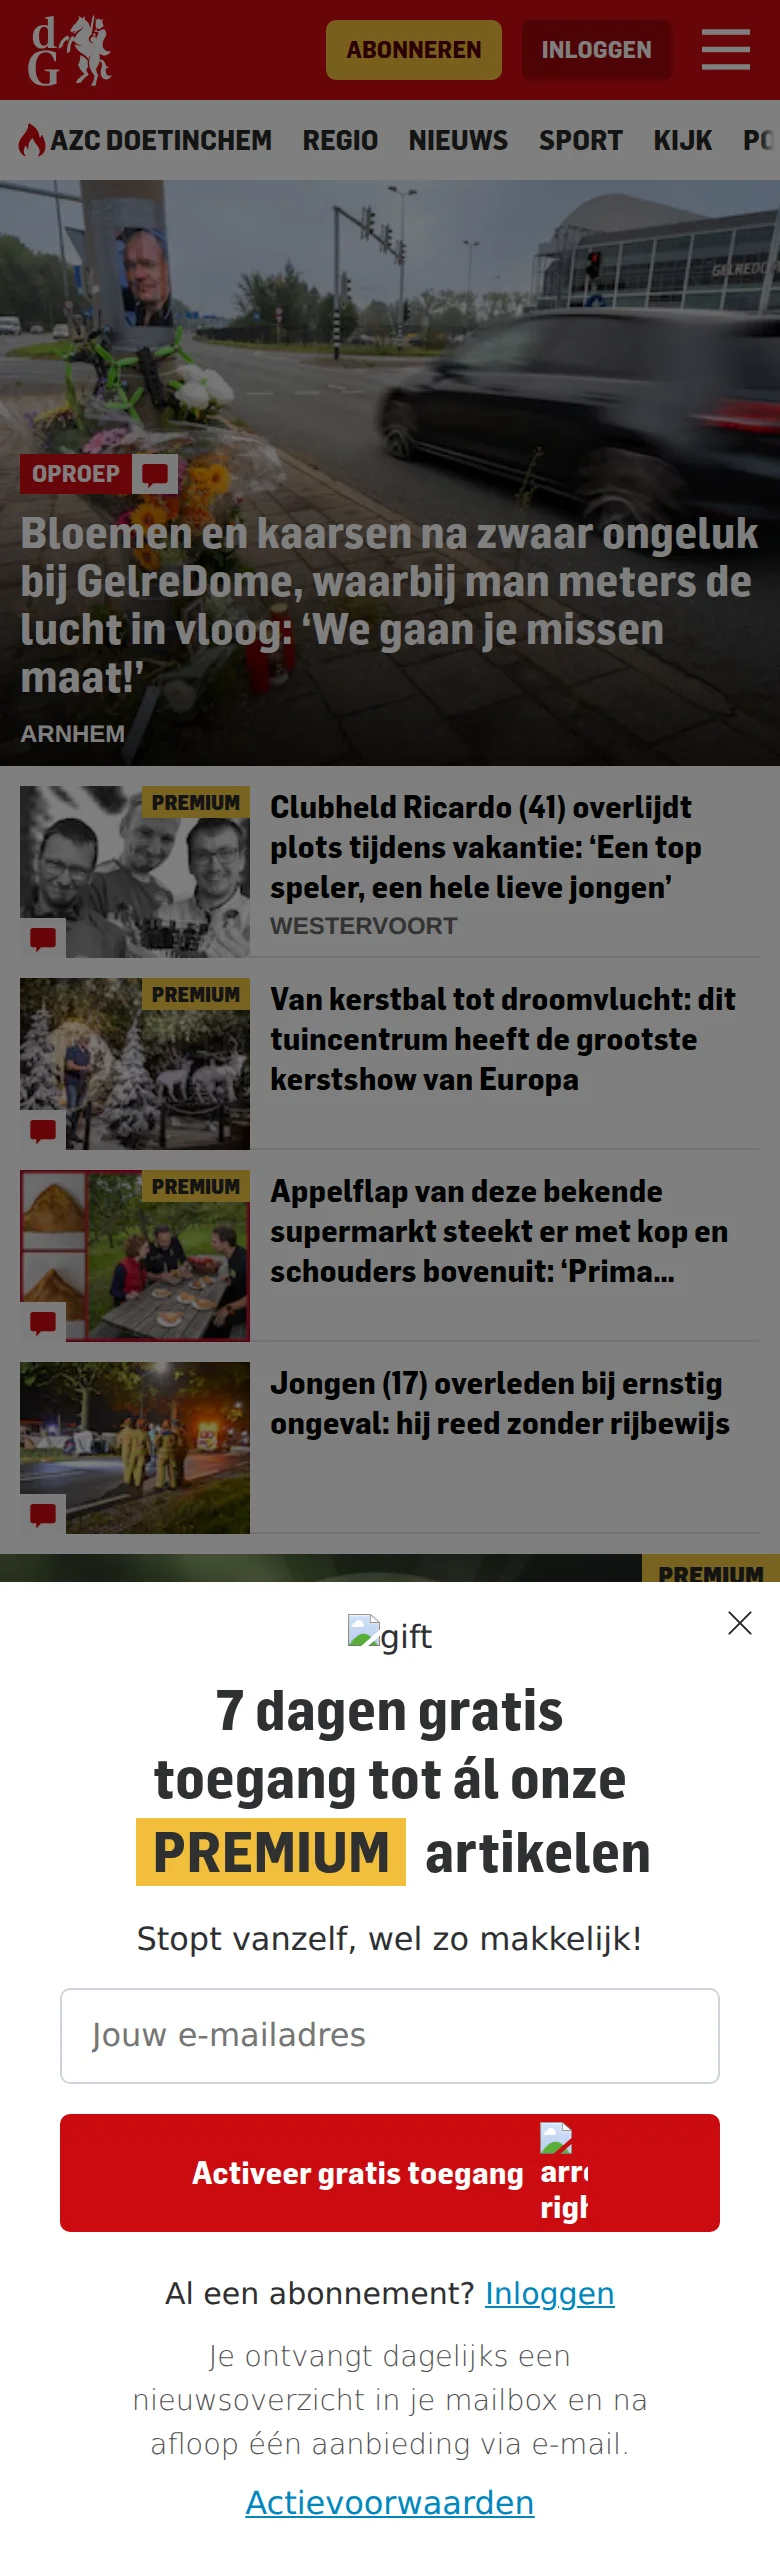 dG
ABONNEREN
INLOGGEN
AZC DOETINCHEM REGIO NIEUWS SPORT KIJK PO
GELREDO
OPROEP
Bloemen en kaarsen na zwaar ongeluk
bij GelreDome, waarbij man meters de
lucht in vloog: ‘We gaan je missen
maat!’
ARNHEM
PREMIUM
Clubheld Ricardo (41) overlijdt
plots tijdens vakantie: ‘Een top
speler, een hele lieve jongen’
WESTERVOORT
PREMIUM
Van kerstbal tot droomvlucht: dit
tuincentrum heeft de grootste
kerstshow van Europa
PREMIUM
Appelflap van deze bekende
supermarkt steekt er met kop en
schouders bovenuit: ‘Prima...
Jongen (17) overleden bij ernstig
ongeval: hij reed zonder rijbewijs
PREMIUM
gift
7 dagen gratis
toegang tot ál onze
PREMIUM artikelen
Stopt vanzelf, wel zo makkelijk!
Jouw e-mailadres
Activeer gratis toegang
arr
righ
Al een abonnement? Inloggen
Je ontvangt dagelijks een
nieuwsoverzicht in je mailbox en na
afloop één aanbieding via e-mail.
Actievoorwaarden